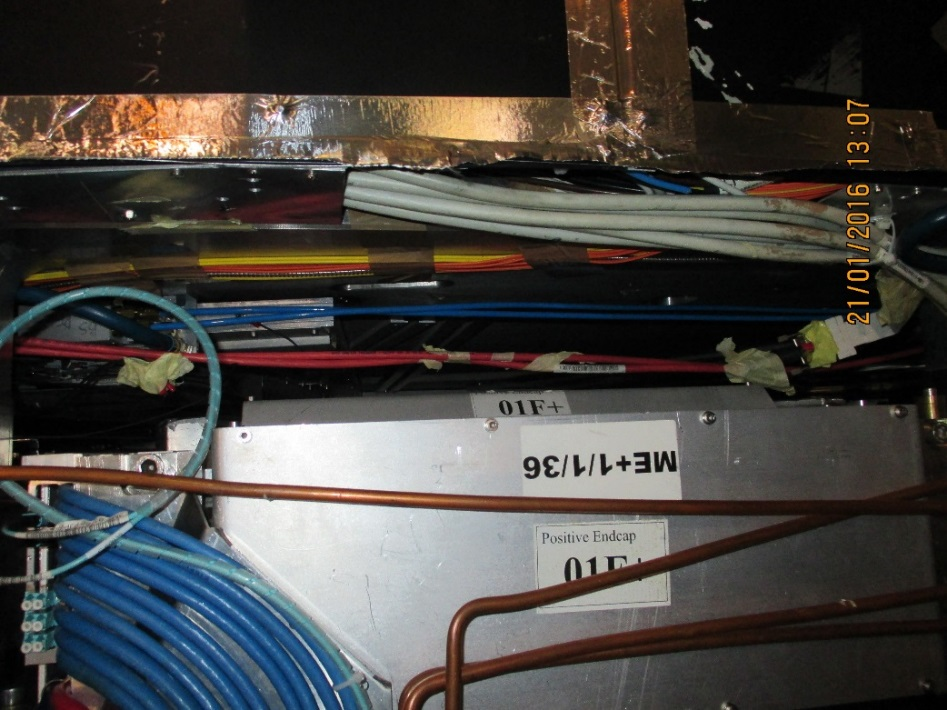 21/01/2016 13:07
01F+
ME+1/1/36
Positive Endcap
01F+